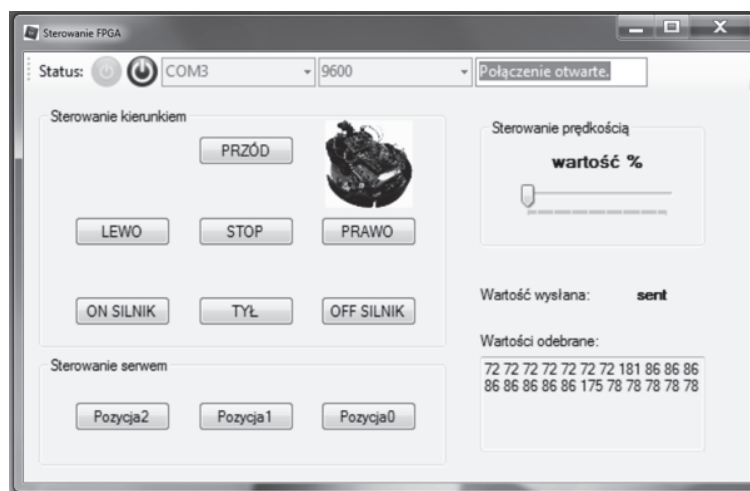 Sterowanie FPGA
Status: COM3 9600 Połączenie otwarte.
Sterowanie kierunkiem
PRZÓD
LEWO STOP PRAWO
ON SILNIK TYŁ OFF SILNIK
Sterowanie serwem
Pozycja2 Pozycja1 Pozycja0
Sterowanie prędkością
wartość %
Wartość wysłana: sent
Wartości odebrane:
72 72 72 72 72 72 72 181 86 86 86
86 86 86 86 86 175 78 78 78 78 78